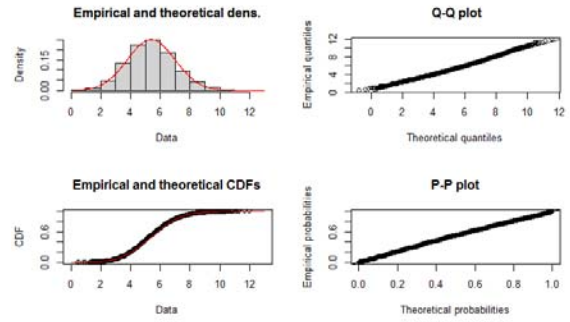 Empirical and theoretical dens.
Density
0.00 0.15
0 2 4 6 8 10 12
Data
Q-Q plot
Empirical quantiles
0 4 8 12
0 2 4 6 8 10 12
Theoretical quantiles
Empirical and theoretical CDFs
CDF
0.0 0.6
0 2 4 6 8 10 12
Data
P-P plot
Empirical probabilities
0.0 0.6
0.0 0.2 0.4 0.6 0.8 1.0
Theoretical probabilities